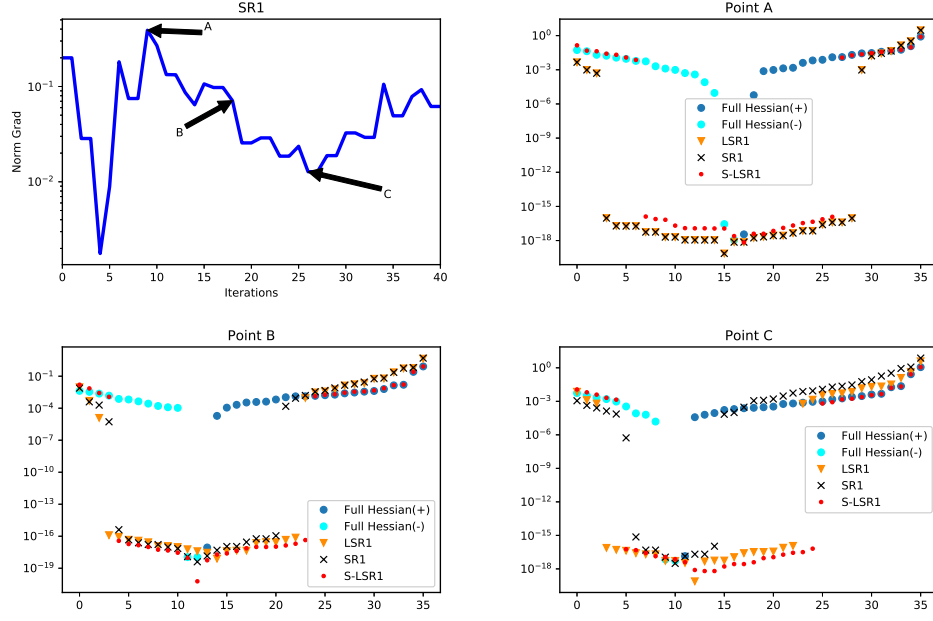 SR1
Norm Grad
10⁻¹
10⁻²
A
B
C
0 5 10 15 20 25 30 35 40
Iterations
Point A
10⁰
10⁻³
10⁻⁶
10⁻⁹
10⁻¹²
10⁻¹⁵
10⁻¹⁸
Full Hessian(+)
Full Hessian(-)
LSR1
SR1
S-LSR1
0 5 10 15 20 25 30 35
Point B
10⁻¹
10⁻⁴
10⁻⁷
10⁻¹⁰
10⁻¹³
10⁻¹⁶
10⁻¹⁹
Full Hessian(+)
Full Hessian(-)
LSR1
SR1
S-LSR1
0 5 10 15 20 25 30 35
Point C
10⁰
10⁻³
10⁻⁶
10⁻⁹
10⁻¹²
10⁻¹⁵
10⁻¹⁸
Full Hessian(+)
Full Hessian(-)
LSR1
SR1
S-LSR1
0 5 10 15 20 25 30 35